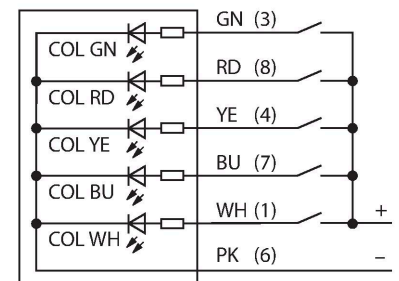 GN (3)
COL GN
RD (8)
COL RD
YE (4)
COL YE
BU (7)
COL BU
WH (1) +
COL WH
PK (6) –